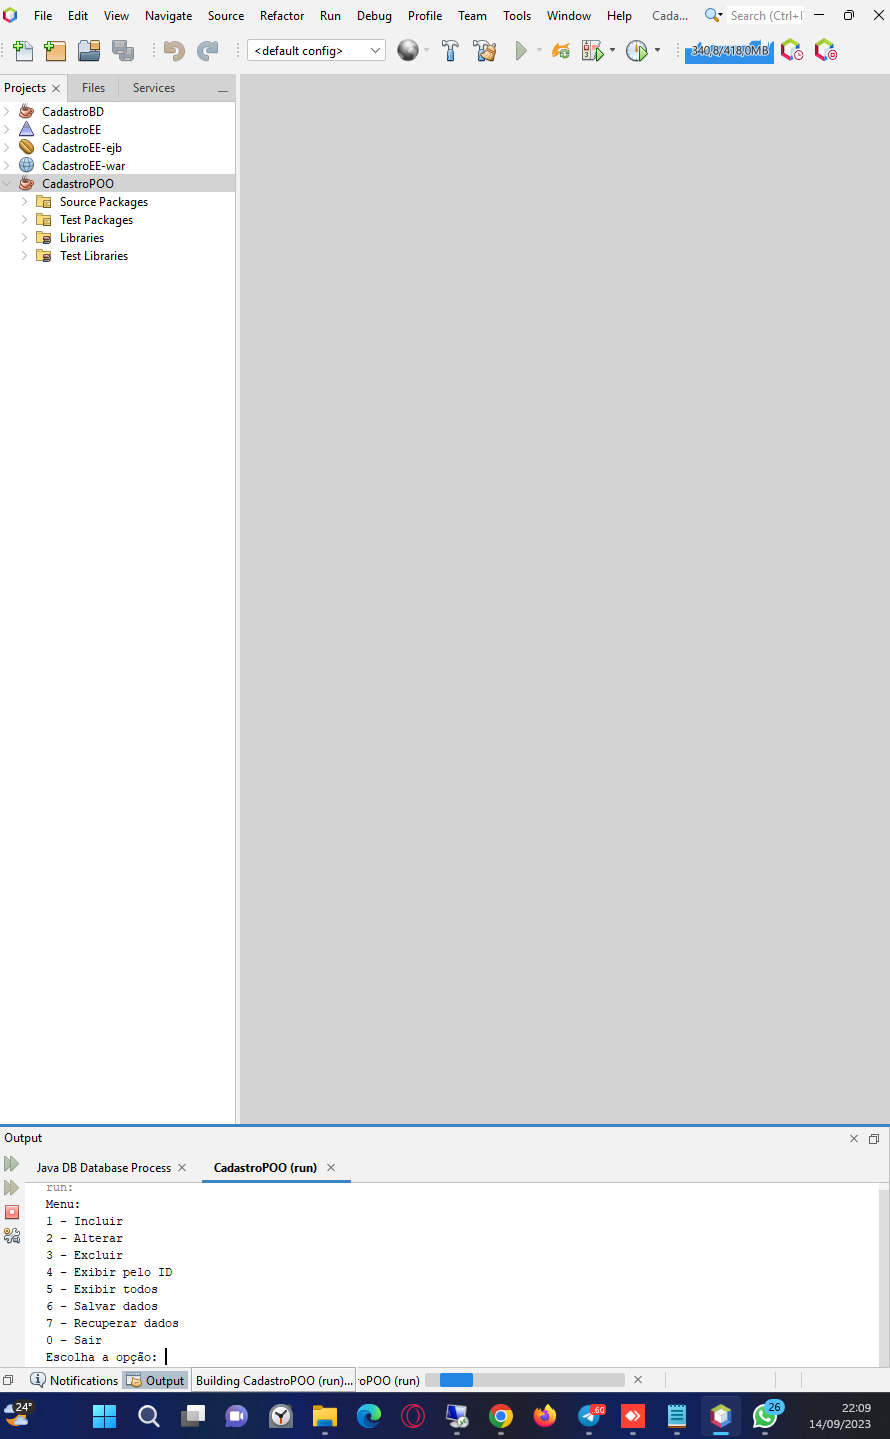 File Edit View Navigate Source Refactor Run Debug Profile Team Tools Window Help Cada... Search (Ctrl+I)
<default config> 340,8/418,0MB
Projects Files Services
CadastroBD
CadastroEE
CadastroEE-ejb
CadastroEE-war
CadastroPOO
Source Packages
Test Packages
Libraries
Test Libraries
Output
Java DB Database Process CadastroPOO (run)
run:
Menu:
1 - Incluir
2 - Alterar
3 - Excluir
4 - Exibir pelo ID
5 - Exibir todos
6 - Salvar dados
7 - Recuperar dados
0 - Sair
Escolha a opção:
Notifications Output Building CadastroPOO (run)... roPOO (run)
24° .60 26 22:09
14/09/2023